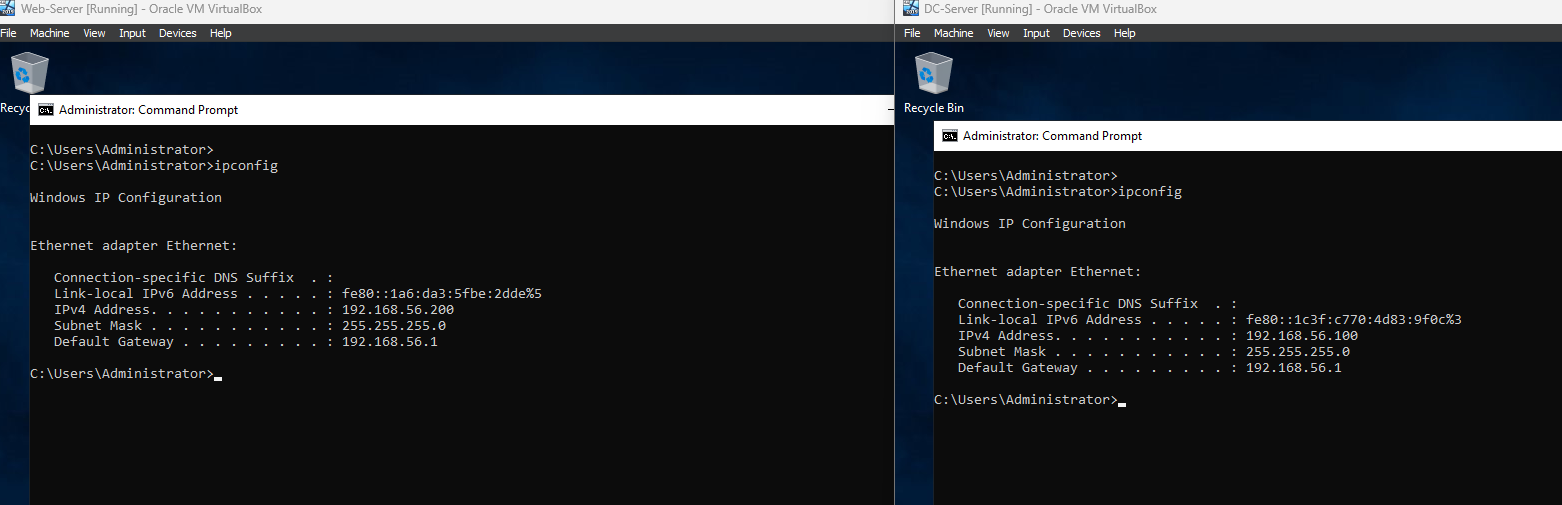 Web-Server [Running] - Oracle VM VirtualBox
File Machine View Input Devices Help
Recyc
Administrator: Command Prompt
C:\Users\Administrator>
C:\Users\Administrator>ipconfig
Windows IP Configuration
Ethernet adapter Ethernet:
Connection-specific DNS Suffix . :
Link-local IPv6 Address . . . . . : fe80::1a6:da3:5fbe:2dde%5
IPv4 Address. . . . . . . . . . . : 192.168.56.200
Subnet Mask . . . . . . . . . . . : 255.255.255.0
Default Gateway . . . . . . . . . : 192.168.56.1
C:\Users\Administrator>
DC-Server [Running] - Oracle VM VirtualBox
File Machine View Input Devices Help
Recycle Bin
Administrator: Command Prompt
C:\Users\Administrator>
C:\Users\Administrator>ipconfig
Windows IP Configuration
Ethernet adapter Ethernet:
Connection-specific DNS Suffix . :
Link-local IPv6 Address . . . . . : fe80::1c3f:c770:4d83:9f0c%3
IPv4 Address. . . . . . . . . . . : 192.168.56.100
Subnet Mask . . . . . . . . . . . : 255.255.255.0
Default Gateway . . . . . . . . . : 192.168.56.1
C:\Users\Administrator>